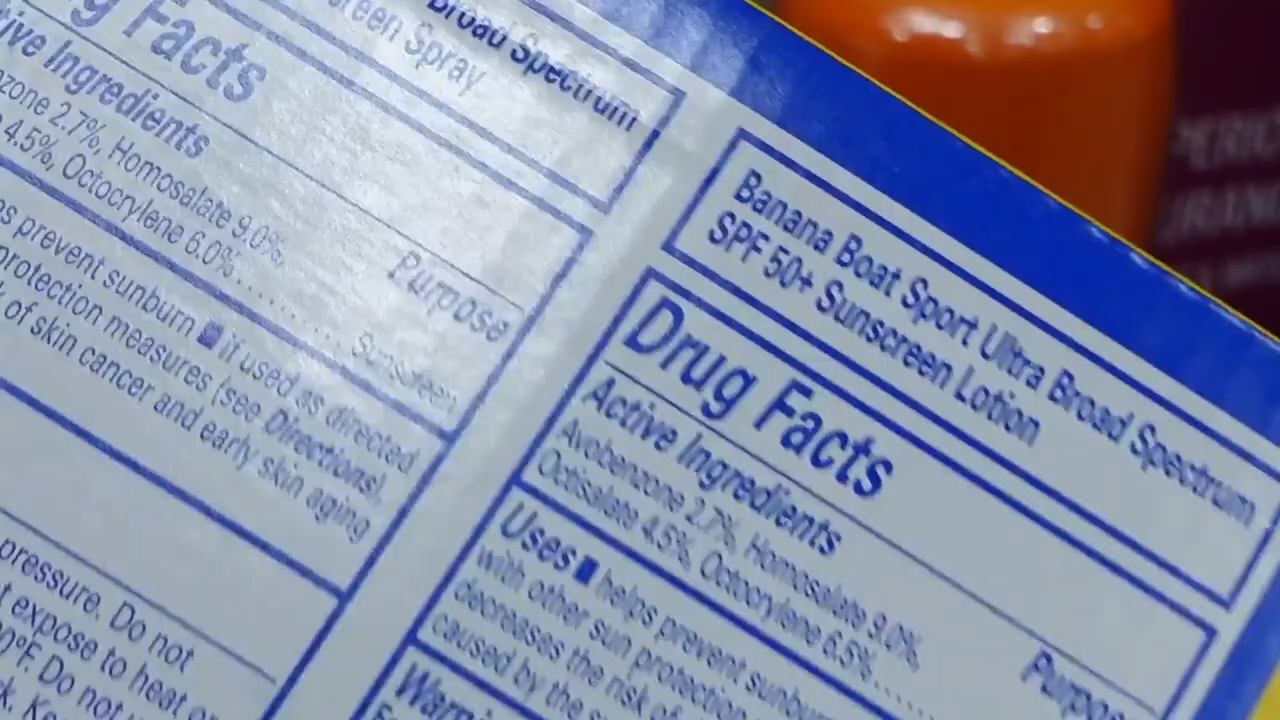 Broad Spectrum
Spray
Facts
Ingredients
2.7%, Homosalate 9.0%,
4.5%, Octocrylene 6.0%
Purpose
Sunscreen
prevent sunburn ■ if used as directed
protection measures (see Directions),
of skin cancer and early skin aging
pressure. Do not
expose to heat or
Do not
Banana Boat Sport Ultra Broad Spectrum
SPF 50+ Sunscreen Lotion
Drug Facts
Active Ingredients
Avobenzone 2.7%, Homosalate 9.0%,
Octisalate 4.5%, Octocrylene 6.5%
Purpose
Uses ■ helps prevent sunburn
with other sun protection
decreases the risk of
caused by the